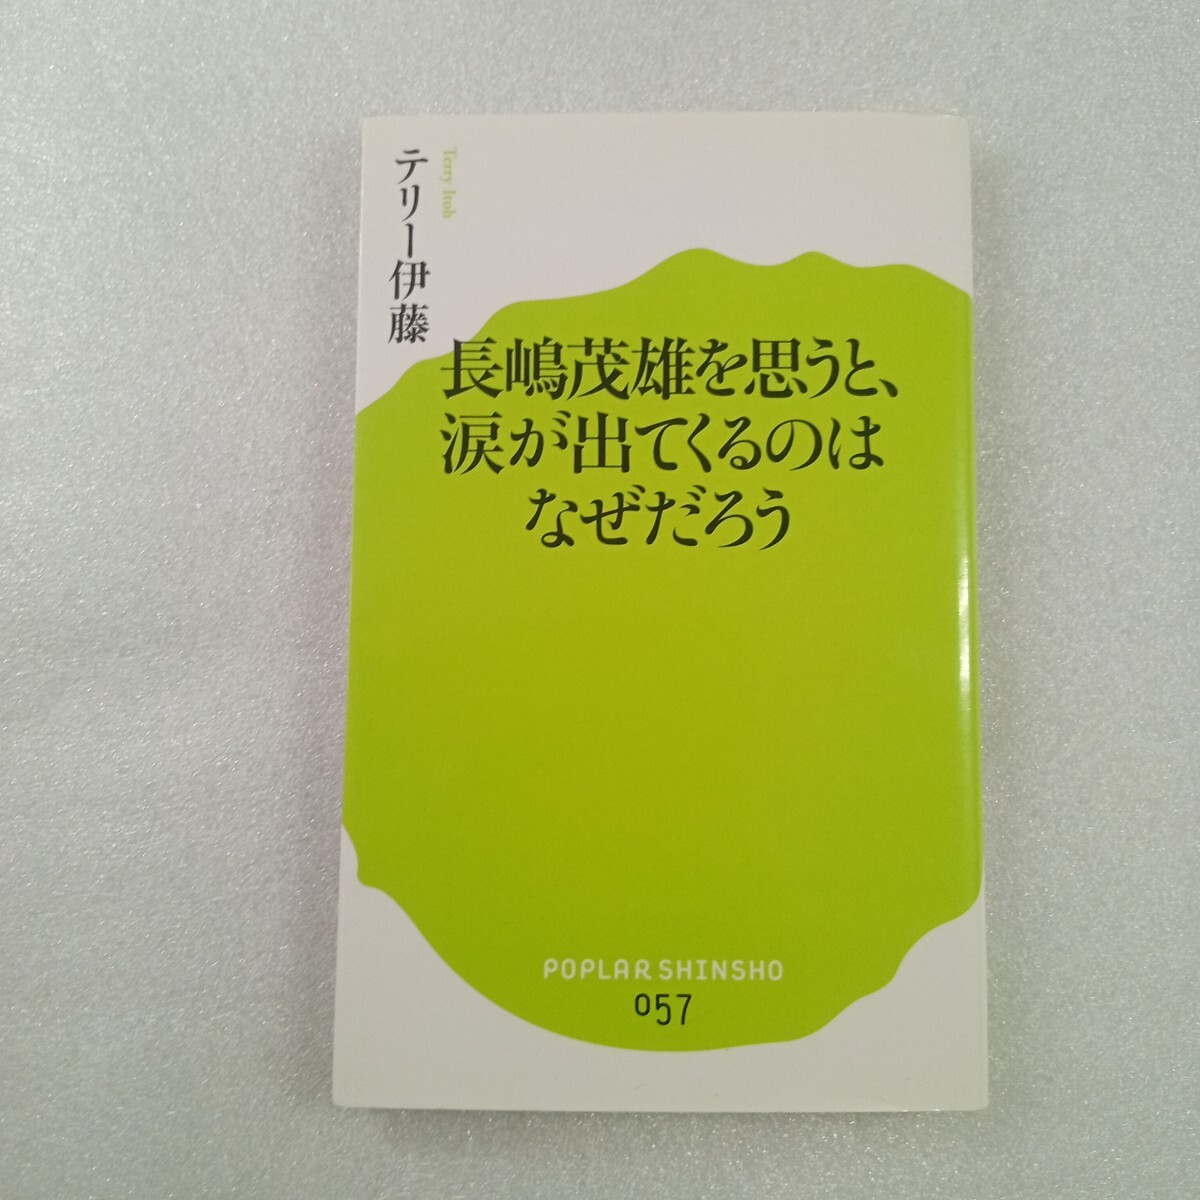 テリー伊藤
Terry Itoh
長嶋茂雄を思うと、
涙が出てくるのは
なぜだろう
POPLAR SHINSHO
057